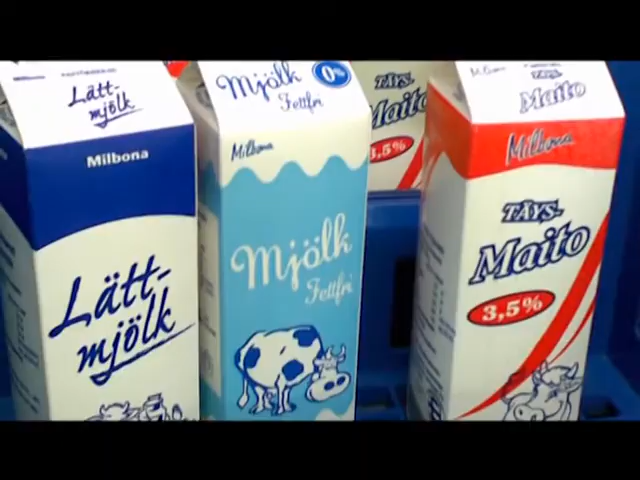 Lätt-
mjölk
Milbona
Lätt-
mjölk
Mjölk
Fettfri
0%
Milbona
Mjölk
Fettfri
TÄYS-
Maito
3,5%
TÄYS-
Maito
Milbona
TÄYS-
Maito
3,5%